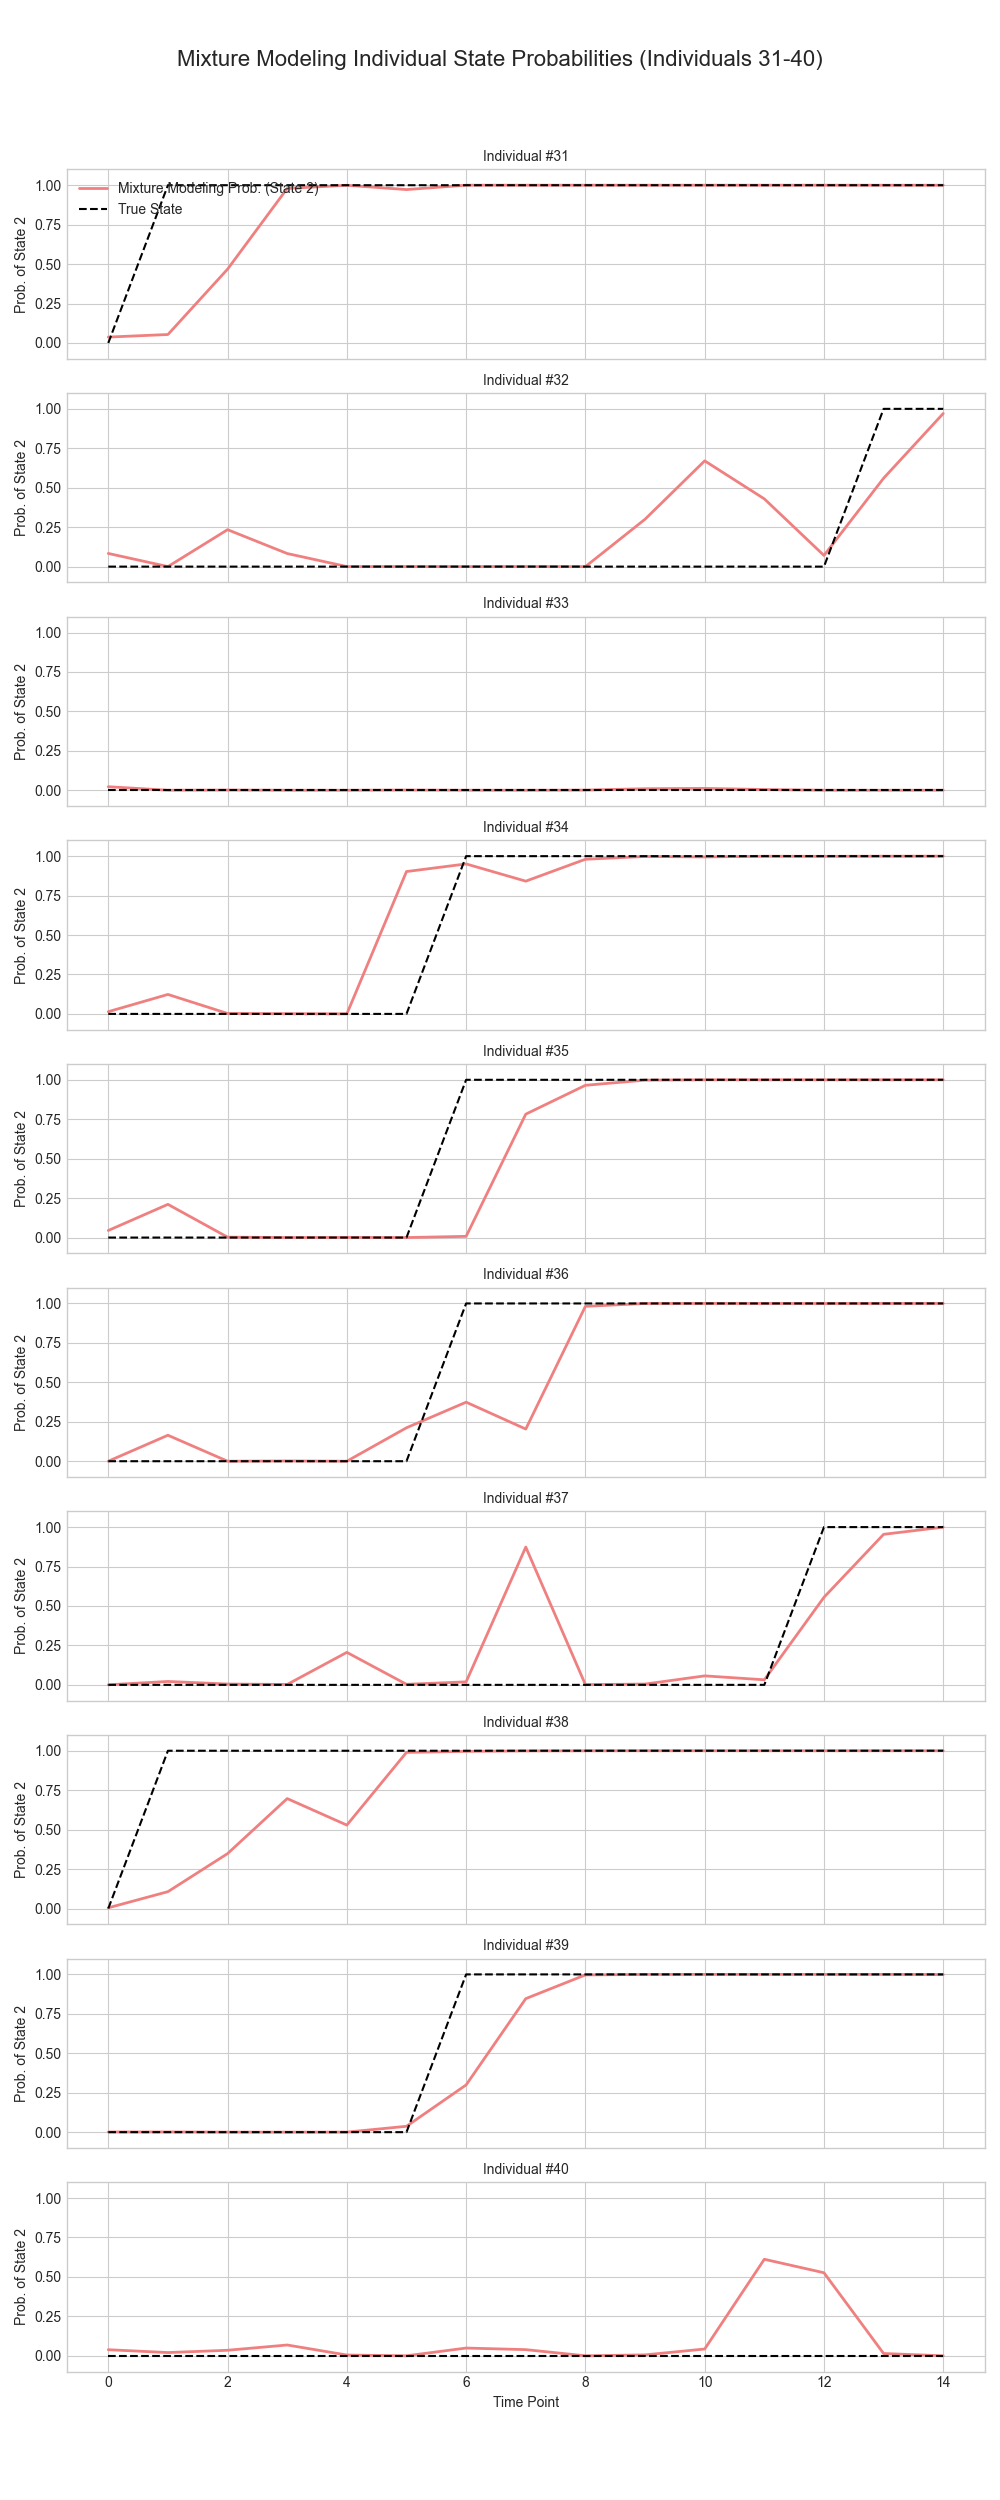 Mixture Modeling Individual State Probabilities (Individuals 31-40)
Individual #31
Mixture Modeling Prob. (State 2)
True State
1.00
0.75
0.50
0.25
0.00
Prob. of State 2
Individual #32
1.00
0.75
0.50
0.25
0.00
Prob. of State 2
Individual #33
1.00
0.75
0.50
0.25
0.00
Prob. of State 2
Individual #34
1.00
0.75
0.50
0.25
0.00
Prob. of State 2
Individual #35
1.00
0.75
0.50
0.25
0.00
Prob. of State 2
Individual #36
1.00
0.75
0.50
0.25
0.00
Prob. of State 2
Individual #37
1.00
0.75
0.50
0.25
0.00
Prob. of State 2
Individual #38
1.00
0.75
0.50
0.25
0.00
Prob. of State 2
Individual #39
1.00
0.75
0.50
0.25
0.00
Prob. of State 2
Individual #40
1.00
0.75
0.50
0.25
0.00
Prob. of State 2
0 2 4 6 8 10 12 14
Time Point